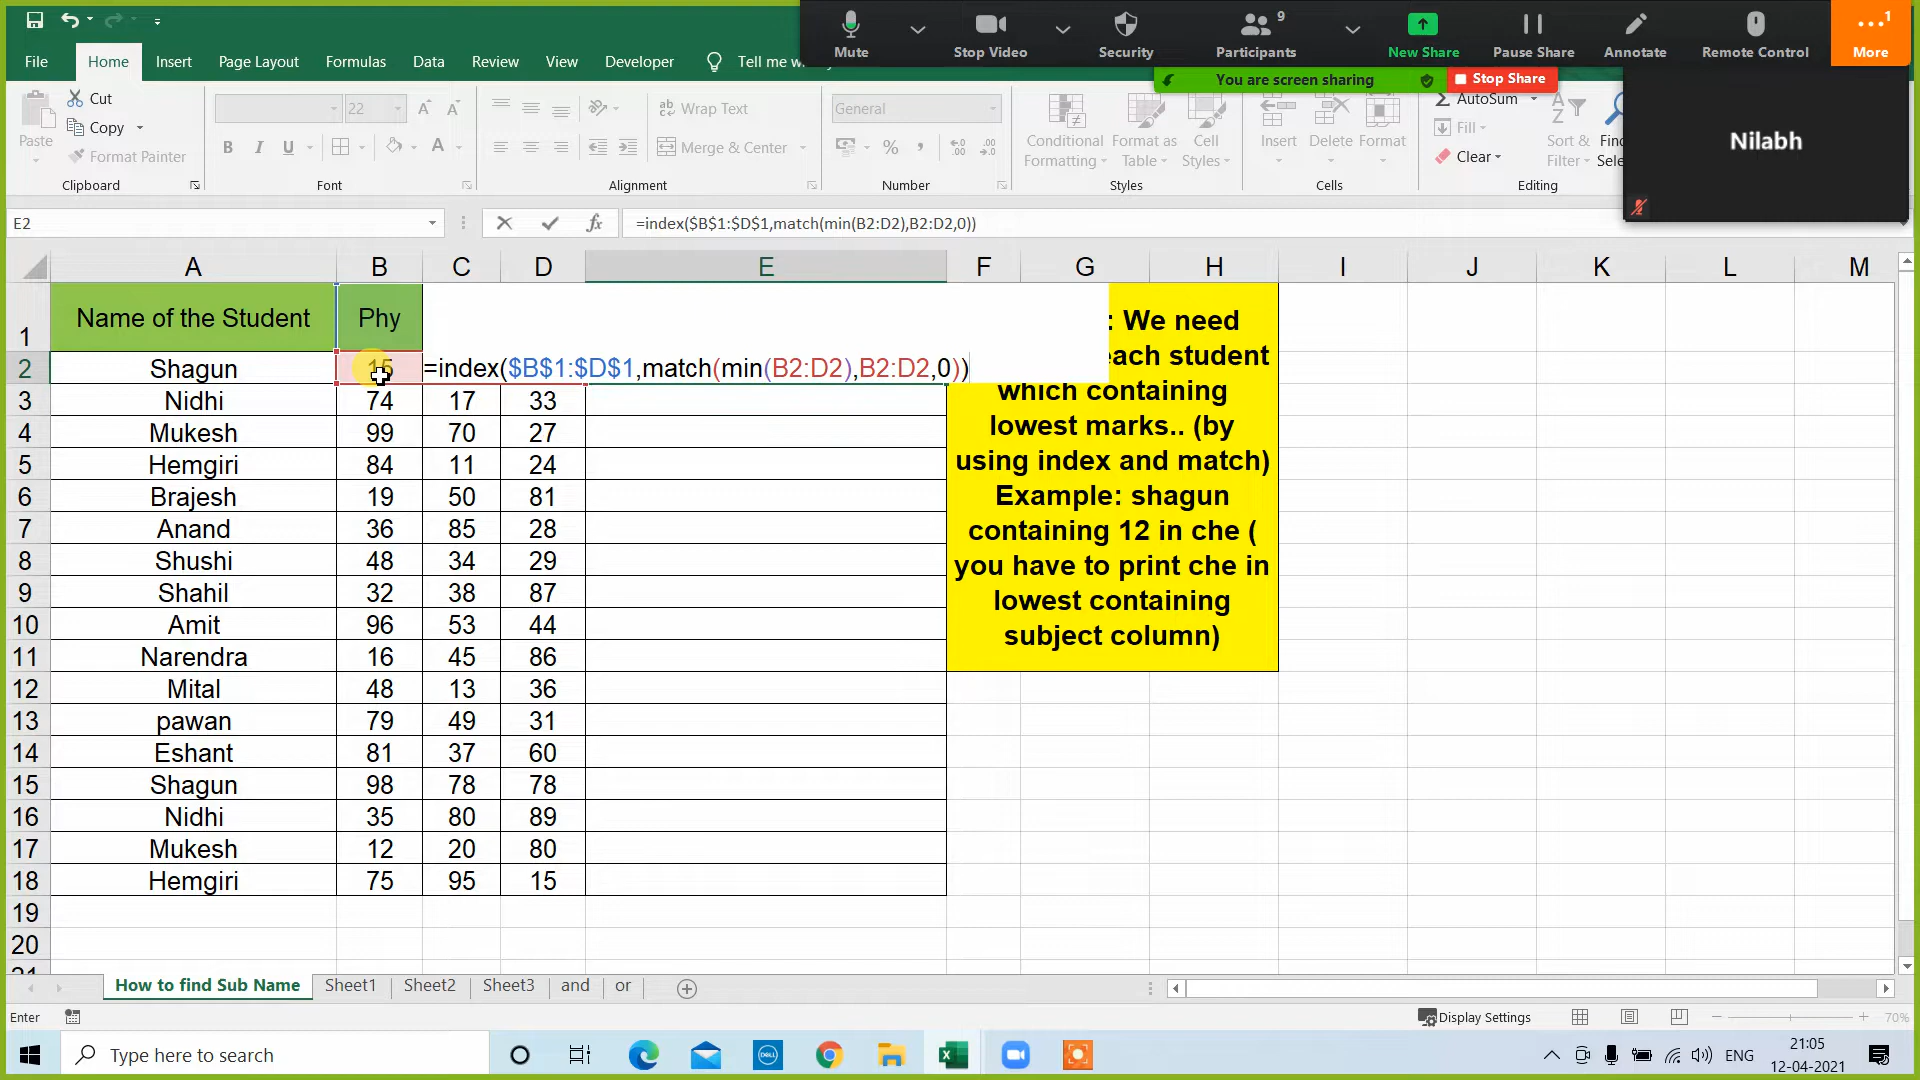 Mute
Stop Video
Security
Participants
9
New Share
Pause Share
Annotate
Remote Control
More
1
File
Home
Insert
Page Layout
Formulas
Data
Review
View
Developer
Tell me
You are screen sharing
Stop Share
Paste
Cut
Copy
Format Painter
Clipboard
22
B I U
A
Font
Wrap Text
Merge & Center
Alignment
General
%
Number
Conditional Formatting
Format as Table
Cell Styles
Styles
Insert
Delete
Format
Cells
AutoSum
Fill
Clear
Sort & Filter
Editing
Nilabh
E2
fx
=index($B$1:$D$1,match(min(B2:D2),B2:D2,0))
A B C D E F G H I J K L M
1 Name of the Student Phy
2 Shagun 15 =index($B$1:$D$1,match(min(B2:D2),B2:D2,0))
3 Nidhi 74 17 33
4 Mukesh 99 70 27
5 Hemgiri 84 11 24
6 Brajesh 19 50 81
7 Anand 36 85 28
8 Shushi 48 34 29
9 Shahil 32 38 87
10 Amit 96 53 44
11 Narendra 16 45 86
12 Mital 48 13 36
13 pawan 79 49 31
14 Eshant 81 37 60
15 Shagun 98 78 78
16 Nidhi 35 80 89
17 Mukesh 12 20 80
18 Hemgiri 75 95 15
19
20
: We need
each student
which containing
lowest marks.. (by
using index and match)
Example: shagun
containing 12 in che (
you have to print che in
lowest containing
subject column)
How to find Sub Name
Sheet1
Sheet2
Sheet3
and
or
Enter
Display Settings
70%
Type here to search
DELL
ENG
21:05
12-04-2021